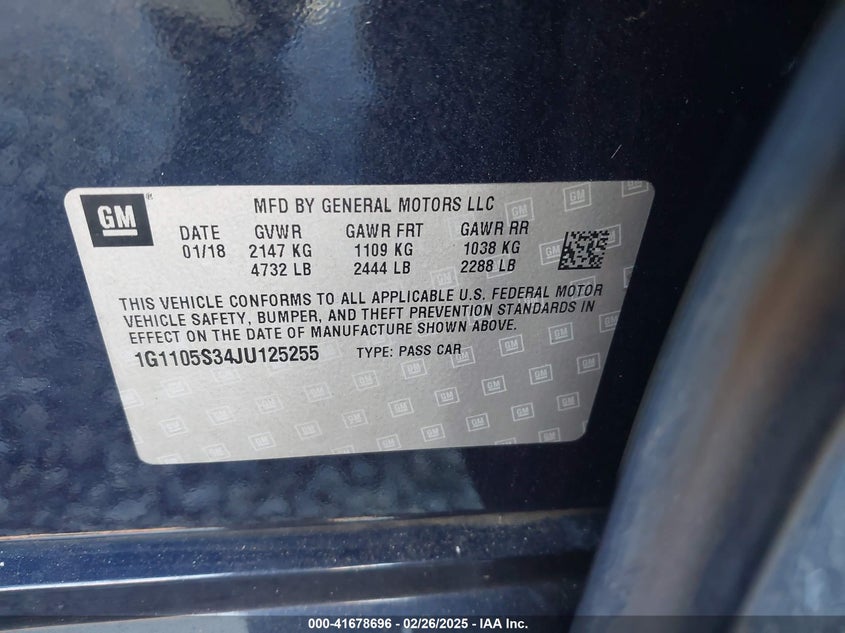 GM
MFD BY GENERAL MOTORS LLC
DATE GVWR GAWR FRT GAWR RR
01/18 2147 KG 1109 KG 1038 KG
4732 LB 2444 LB 2288 LB
THIS VEHICLE CONFORMS TO ALL APPLICABLE U.S. FEDERAL MOTOR
VEHICLE SAFETY, BUMPER, AND THEFT PREVENTION STANDARDS IN
EFFECT ON THE DATE OF MANUFACTURE SHOWN ABOVE.
1G1105S34JU125255 TYPE: PASS CAR
000-41678696 - 02/26/2025 - IAA Inc.